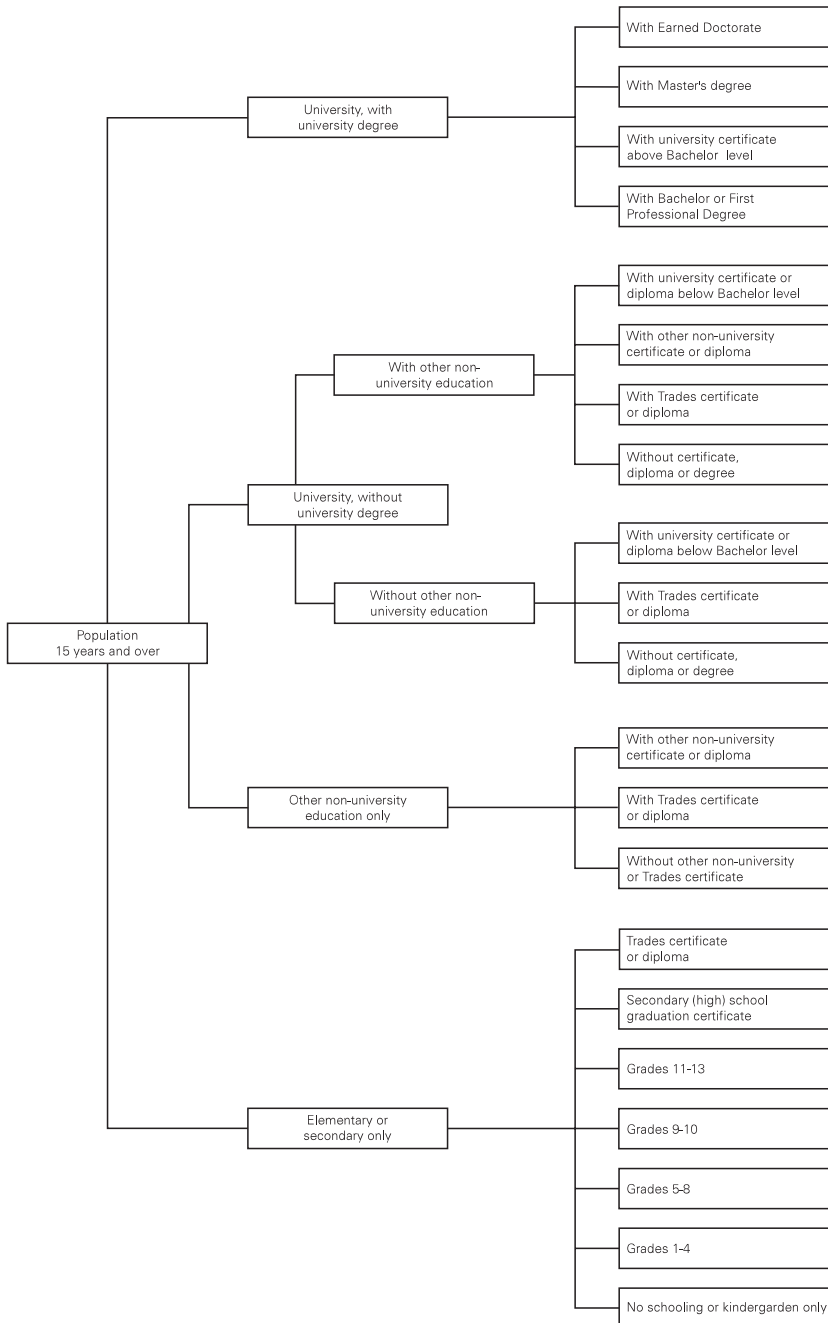 With Earned Doctorate
With Master's degree
University, with
university degree
With university certificate
above Bachelor level
With Bachelor or First
Professional Degree
With university certificate or
diploma below Bachelor level
With other non-university
certificate or diploma
With other non-
university education
With Trades certificate
or diploma
Without certificate,
diploma or degree
University, without
university degree
With university certificate or
diploma below Bachelor level
Without other non-
university education
With Trades certificate
or diploma
Population
15 years and over
Without certificate,
diploma or degree
With other non-university
certificate or diploma
Other non-university
education only
With Trades certificate
or diploma
Without other non-university
or Trades certificate
Trades certificate
or diploma
Secondary (high) school
graduation certificate
Grades 11-13
Elementary or
secondary only
Grades 9-10
Grades 5-8
Grades 1-4
No schooling or kindergarden only